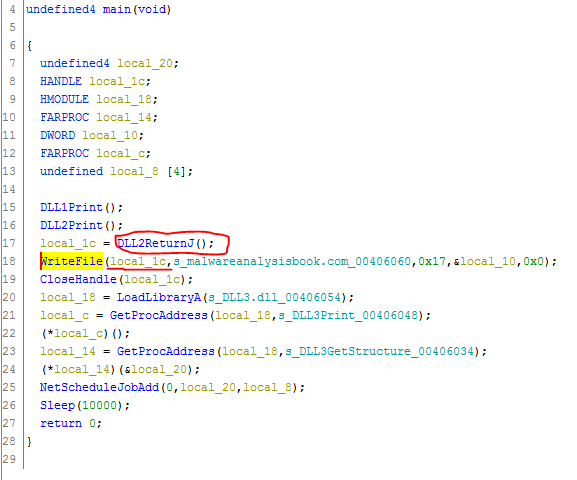 4 undefined4 main(void)
5
6 {
7 undefined4 local_20;
8 HANDLE local_1c;
9 HMODULE local_18;
10 FARPROC local_14;
11 DWORD local_10;
12 FARPROC local_c;
13 undefined local_8 [4];
14
15 DLL1Print();
16 DLL2Print();
17 local_1c = DLL2ReturnJ();
18 WriteFile(local_1c,s_malwareanalysisbook.com_00406060,0x17,&local_10,0x0);
19 CloseHandle(local_1c);
20 local_18 = LoadLibraryA(s_DLL3.dll_00406054);
21 local_c = GetProcAddress(local_18,s_DLL3Print_00406048);
22 (*local_c)();
23 local_14 = GetProcAddress(local_18,s_DLL3GetStructure_00406034);
24 (*local_14)(&local_20);
25 NetScheduleJobAdd(0,local_20,local_8);
26 Sleep(10000);
27 return 0;
28 }
29